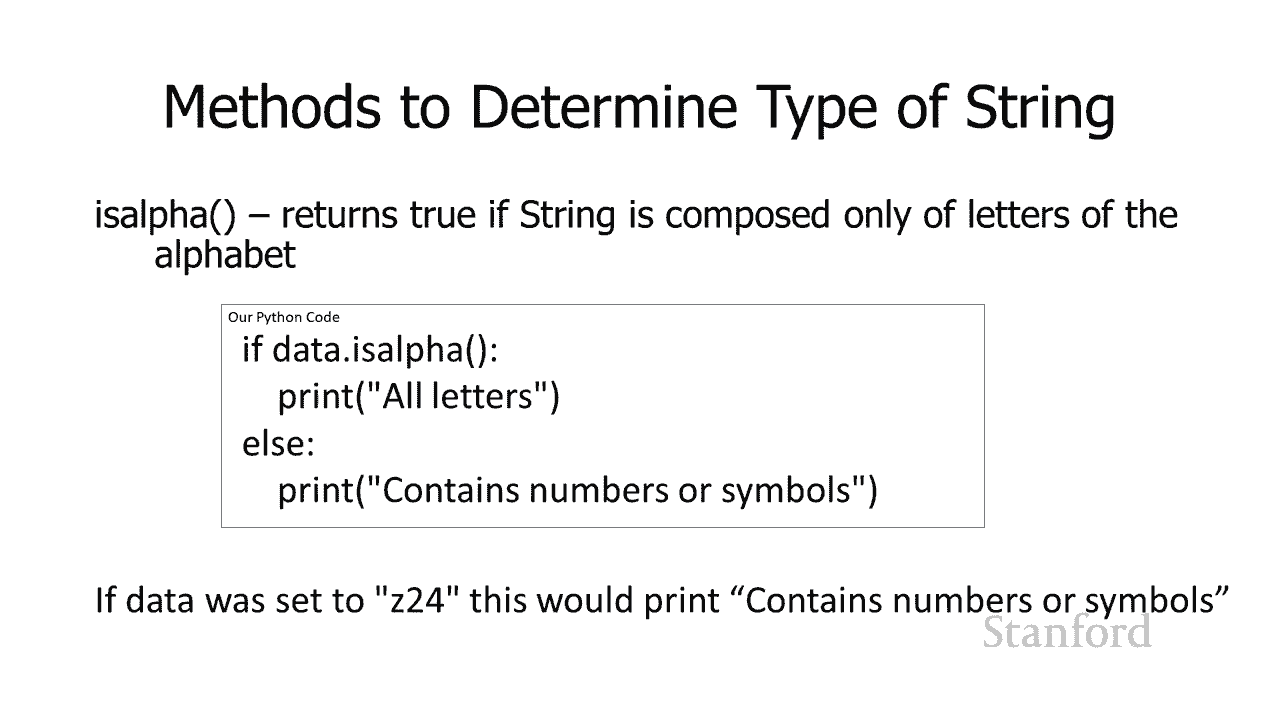 Methods to Determine Type of String
isalpha() – returns true if String is composed only of letters of the
alphabet
Our Python Code
if data.isalpha():
print("All letters")
else:
print("Contains numbers or symbols")
If data was set to "z24" this would print “Contains numbers or symbols”
Stanford